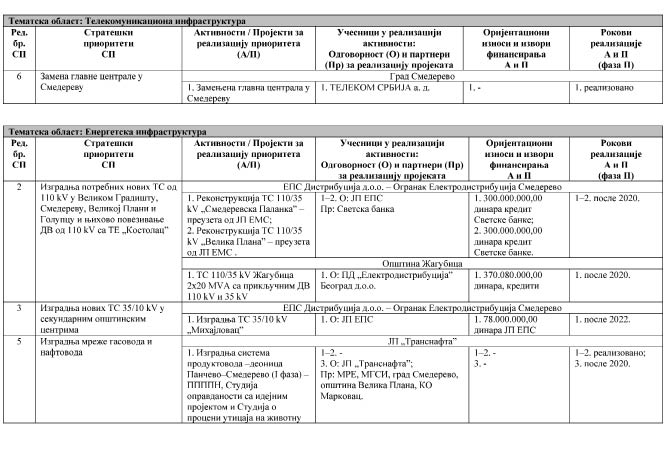 Тематска област: Телекомуникациона инфраструктура
Ред. бр. СП
Стратешки приоритети СП
Активности / Пројекти за реализацију приоритета (А/П)
Учесници у реализацији активности: Одговорност (О) и партнери (Пр) за реализацију пројеката
Оријентациони износи и извори финансирања А и П
Рокови реализације А и П (фаза II)
6
Замена главне централе у Смедереву
Град Смедерево
1. Замењена главна централа у Смедереву
1. ТЕЛЕКОМ СРБИЈА а. д.
1. -
1. реализовано
Тематска област: Енергетска инфраструктура
Ред. бр. СП
Стратешки приоритети СП
Активности / Пројекти за реализацију приоритета (А/П)
Учесници у реализацији активности: Одговорност (О) и партнери (Пр) за реализацију пројеката
Оријентациони износи и извори финансирања А и П
Рокови реализације А и П (фаза II)
2
Изградња потребних нових ТС од
110 kV у Великом Градишту,
Смедереву, Великој Плани и
Голупцу и њихово повезивање
ДВ од 110 kV са ТЕ „Костолац”
ЕПС Дистрибуција д.о.о. – Огранак Електродистрибуција Смедерево
1. Реконструкција ТС 110/35
kV „Смедеревска Паланка” –
преузета од ЈП ЕМС;
2. Реконструкција ТС 110/35
kV „Велика Плана” – преузета
од ЈП ЕМС .
1–2. О: ЈП ЕПС
Пр: Светска банка
1. 300.000.000,00
динара кредит
Светске банке;
2. 300.000.000,00
динара кредит
Светске банке.
1–2. после 2020.
Општина Жагубица
1. ТС 110/35 kV Жагубица
2x20 MVA са прикључним ДВ
110 kV и 35 kV
1. О: ПД „Електродистрибуција”
Београд д.о.о.
1. 370.080.000,00
динара, кредити
1. после 2020.
3
Изградња нових ТС 35/10 kV у
секундарним општинским
центрима
ЕПС Дистрибуција д.о.о. – Огранак Електродистрибуција Смедерево
1. Изградња ТС 35/10 kV
„Михајловац”
1. О: ЈП ЕПС
1. 78.000.000,00
динара ЈП ЕПС
1. после 2022.
5
Изградња мреже гасовода и
нафтовода
ЈП „Транснафта”
1. Изградња система
продуктовода –деоница
Панчево–Смедерево (I фаза) –
ППППН, Студија
оправданости са идејним
пројектом и Студија о
процени утицаја на животну
1–2. -
3. О: ЈП „Транснафта”;
Пр: МРЕ, МГСИ, град Смедерево,
општина Велика Плана, КО
Марковац.
1–2. -
3. -
1–2. реализовано;
3. после 2020.